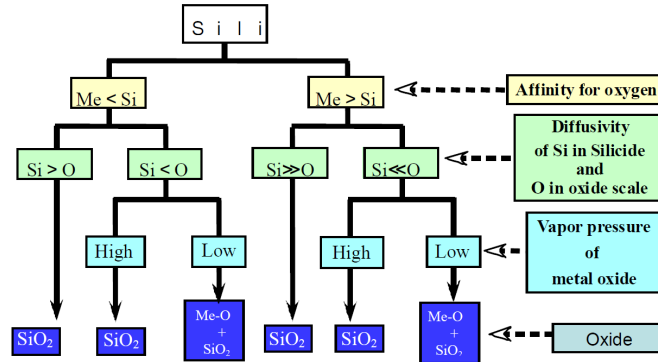 S i l i
Me < Si
Me > Si
Affinity for oxygen
Si > O
Si < O
Si≫O
Si≪O
Diffusivity
of Si in Silicide
and
O in oxide scale
High
Low
High
Low
Vapor pressure
of
metal oxide
SiO₂
SiO₂
Me-O
+
SiO₂
SiO₂
SiO₂
Me-O
+
SiO₂
Oxide